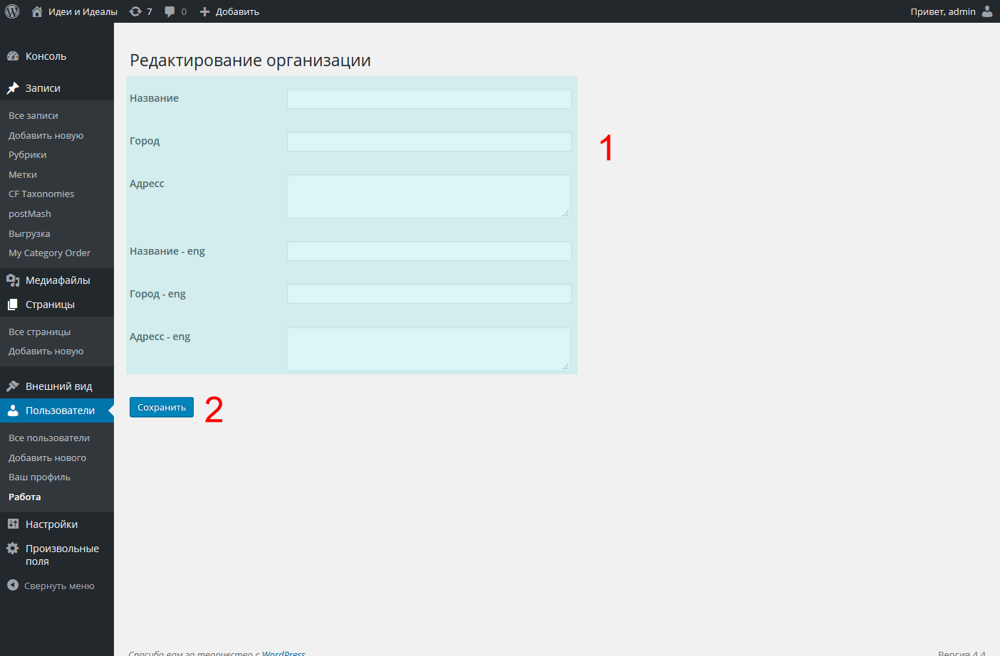 Идеи и Идеалы 7 0 Добавить Привет, admin
Консоль
Записи
Все записи
Добавить новую
Рубрики
Метки
CF Taxonomies
postMash
Выгрузка
My Category Order
Медиафайлы
Страницы
Все страницы
Добавить новую
Внешний вид
Пользователи
Все пользователи
Добавить нового
Ваш профиль
Работа
Настройки
Произвольные
поля
Свернуть меню
Редактирование организации
Название
Город
1
Адресс
Название - eng
Город - eng
Адресс - eng
Сохранить 2
Спасибо вам за творчество с WordPress. Версия 4.4